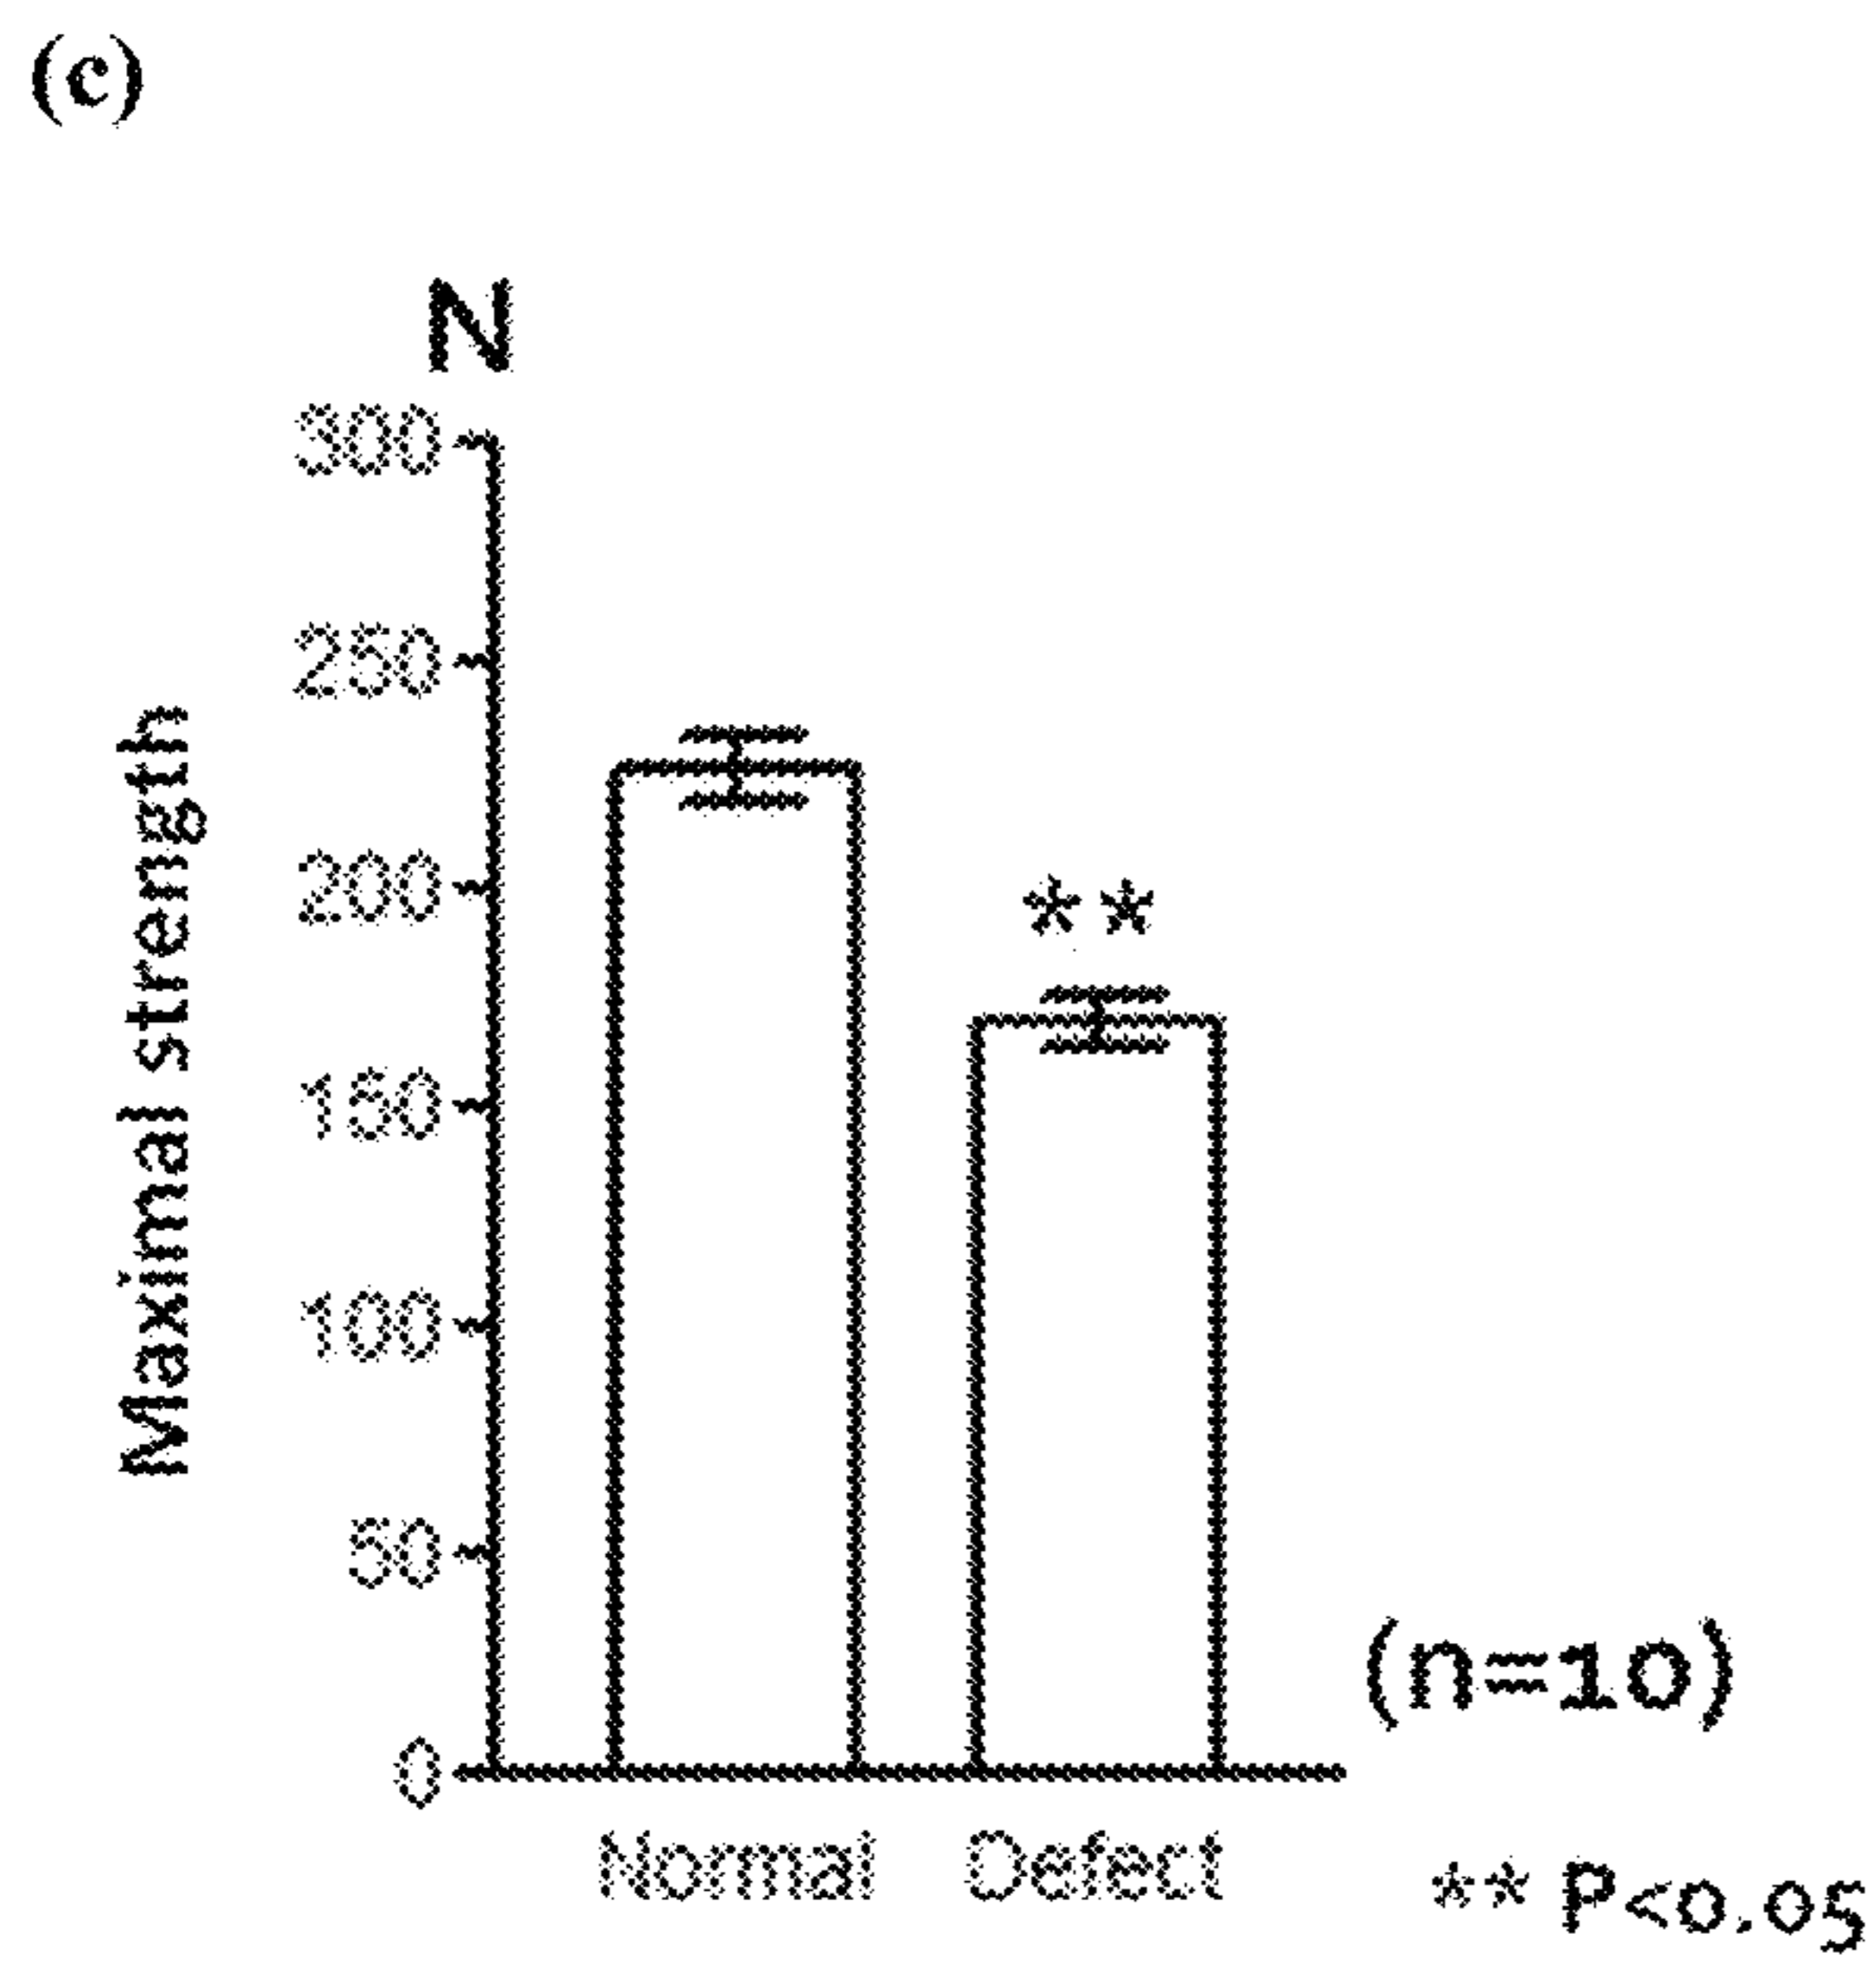 (c)
N
300
250
200
150
100
50
0
Maximal strength
**
(n=10)
Normal Defect
** P<0.05